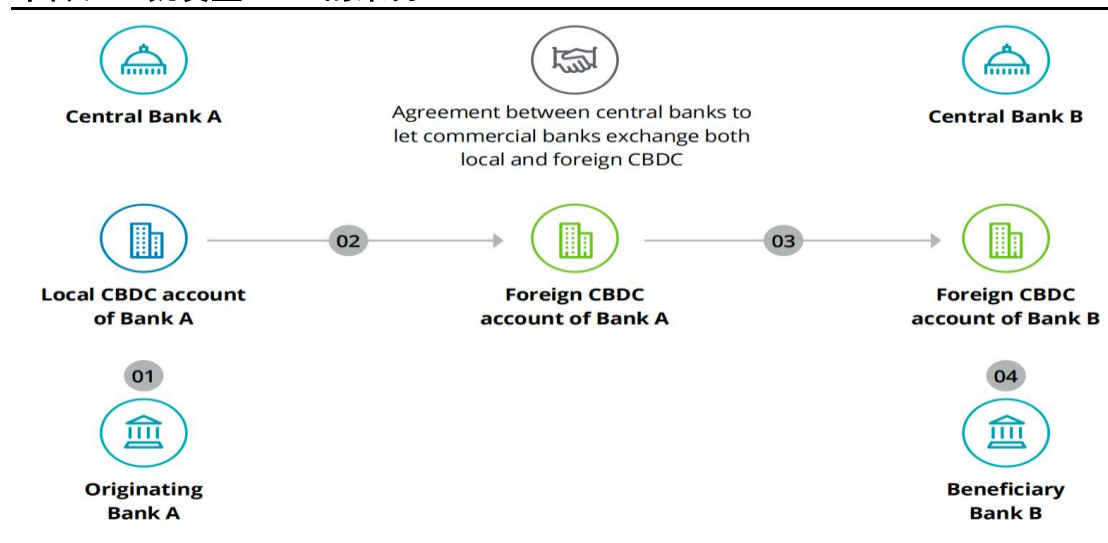 Central Bank A
Agreement between central banks to
let commercial banks exchange both
local and foreign CBDC
Central Bank B
02
03
Local CBDC account
of Bank A
Foreign CBDC
account of Bank A
Foreign CBDC
account of Bank B
01
04
Originating
Bank A
Beneficiary
Bank B